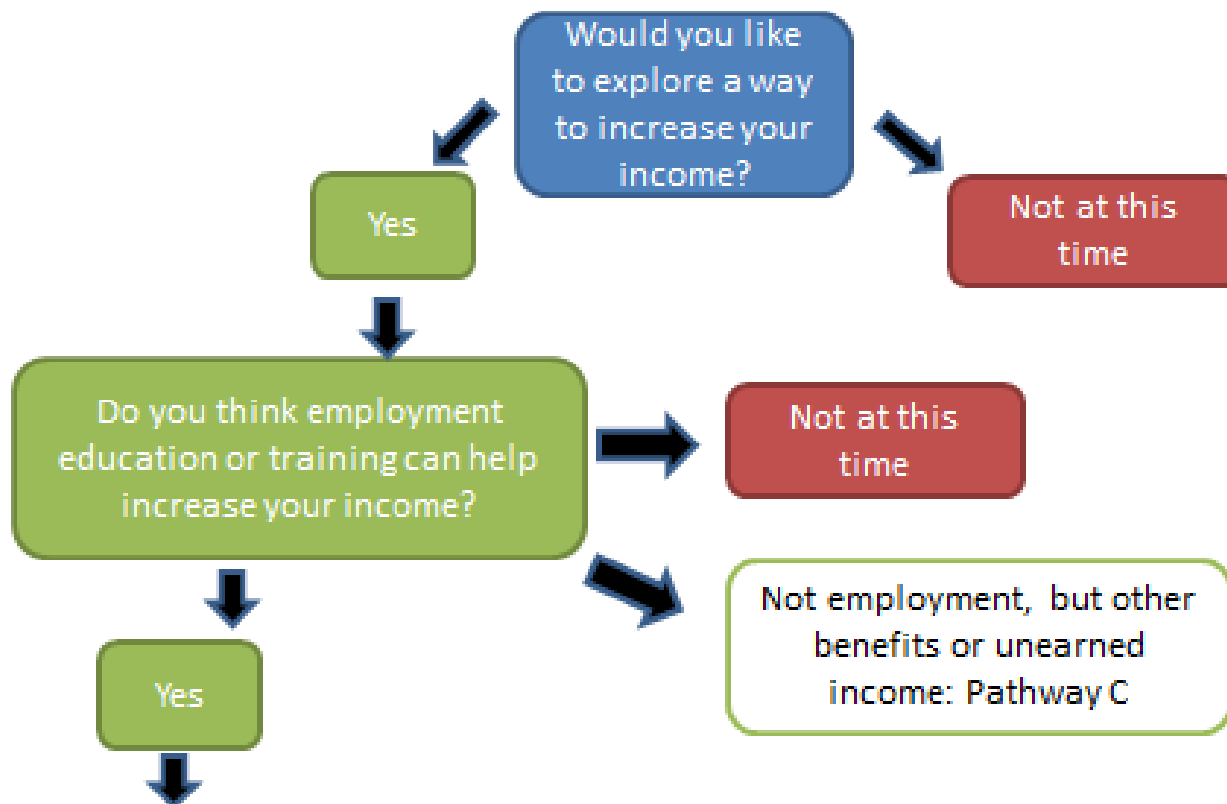 Would you like
to explore a way
to increase your
income?
Yes
Not at this
time
Do you think employment
education or training can help
increase your income?
Not at this
time
Not employment, but other
benefits or unearned
income: Pathway C
Yes